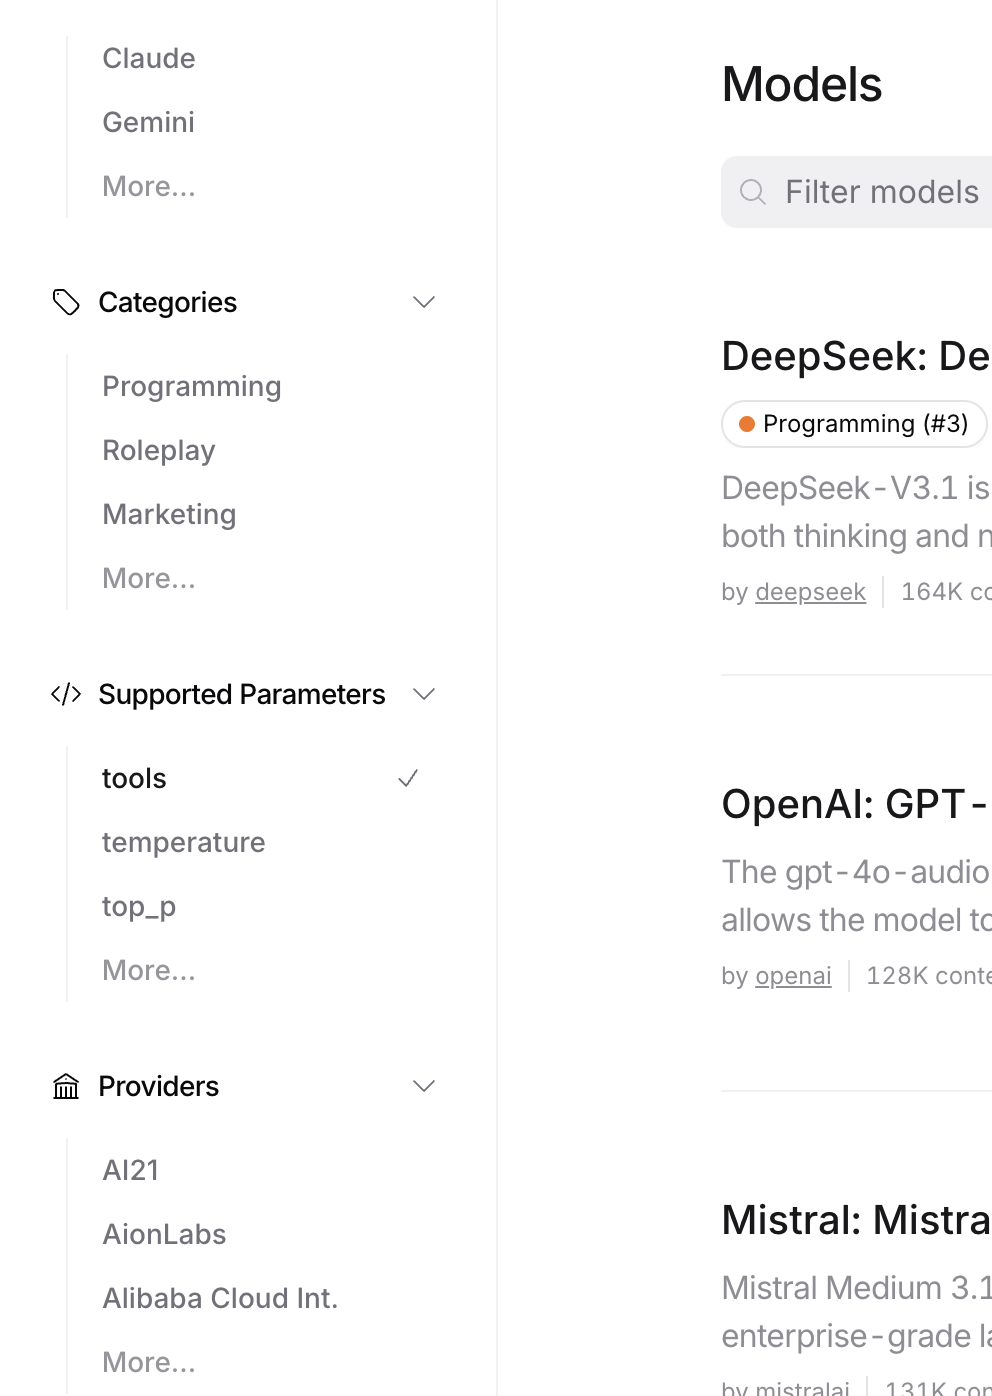 Claude
Gemini
More...
Categories
Programming
Roleplay
Marketing
More...
Supported Parameters
tools
temperature
top_p
More...
Providers
AI21
AionLabs
Alibaba Cloud Int.
More...
Models
Filter models
DeepSeek: De
Programming (#3)
DeepSeek-V3.1 is
both thinking and n
by deepseek 164K co
OpenAI: GPT-
The gpt-4o-audio
allows the model to
by openai 128K conte
Mistral: Mistra
Mistral Medium 3.1
enterprise-grade la
by mistralai 131K con